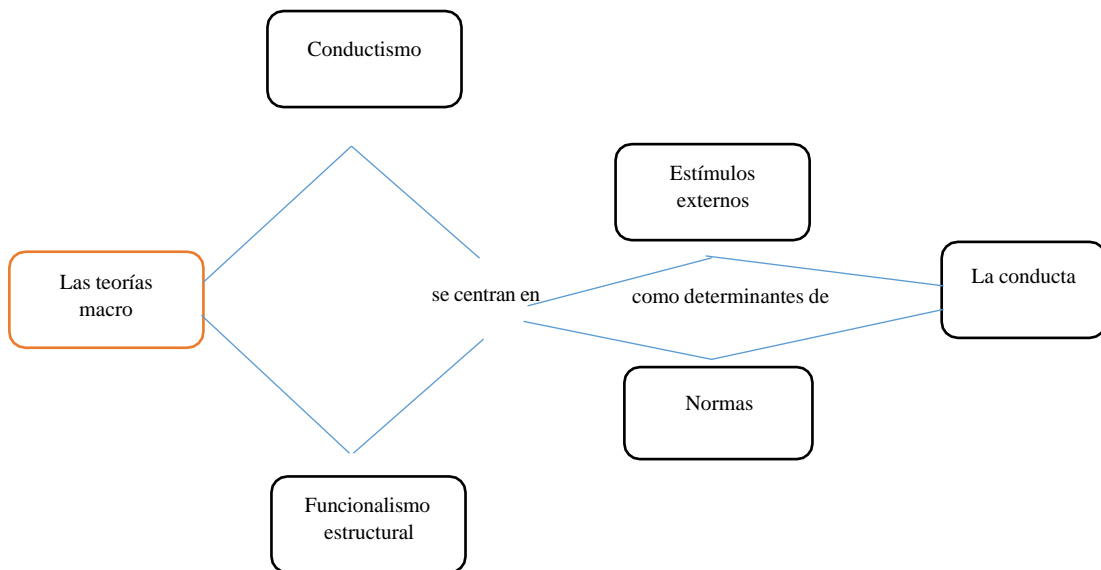 Conductismo
Estímulos
externos
Las teorías
macro
se centran en
como determinantes de
La conducta
Normas
Funcionalismo
estructural